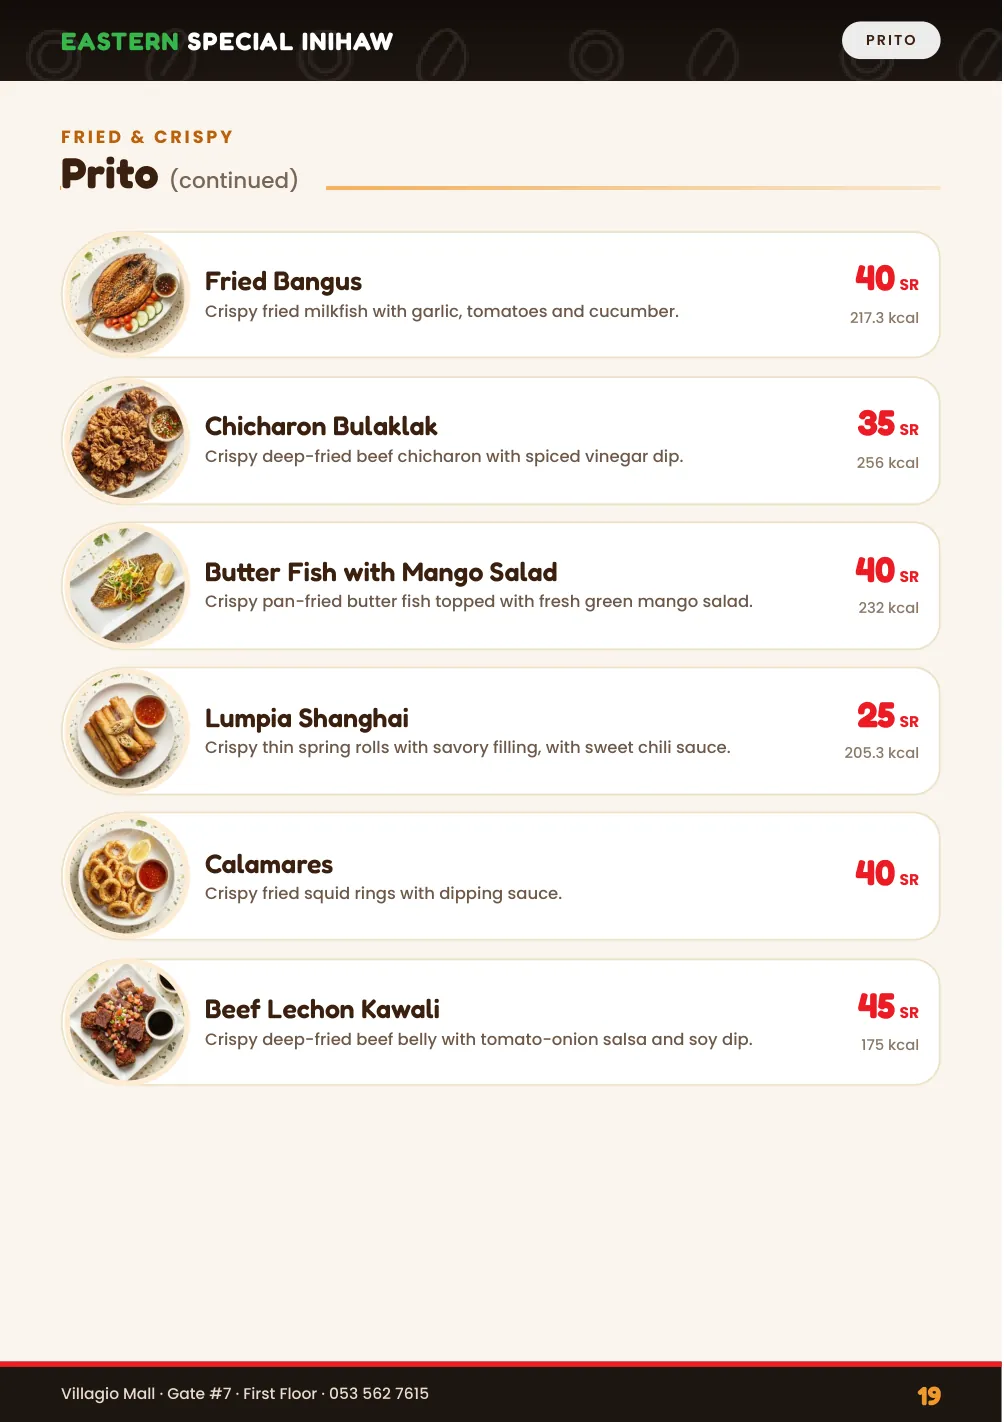 EASTERN SPECIAL INIHAW
PRITO
FRIED & CRISPY
Prito (continued)
Fried Bangus
Crispy fried milkfish with garlic, tomatoes and cucumber.
40 SR
217.3 kcal
Chicharon Bulaklak
Crispy deep-fried beef chicharon with spiced vinegar dip.
35 SR
256 kcal
Butter Fish with Mango Salad
Crispy pan-fried butter fish topped with fresh green mango salad.
40 SR
232 kcal
Lumpia Shanghai
Crispy thin spring rolls with savory filling, with sweet chili sauce.
25 SR
205.3 kcal
Calamares
Crispy fried squid rings with dipping sauce.
40 SR
Beef Lechon Kawali
Crispy deep-fried beef belly with tomato-onion salsa and soy dip.
45 SR
175 kcal
Villagio Mall · Gate #7 · First Floor · 053 562 7615
19